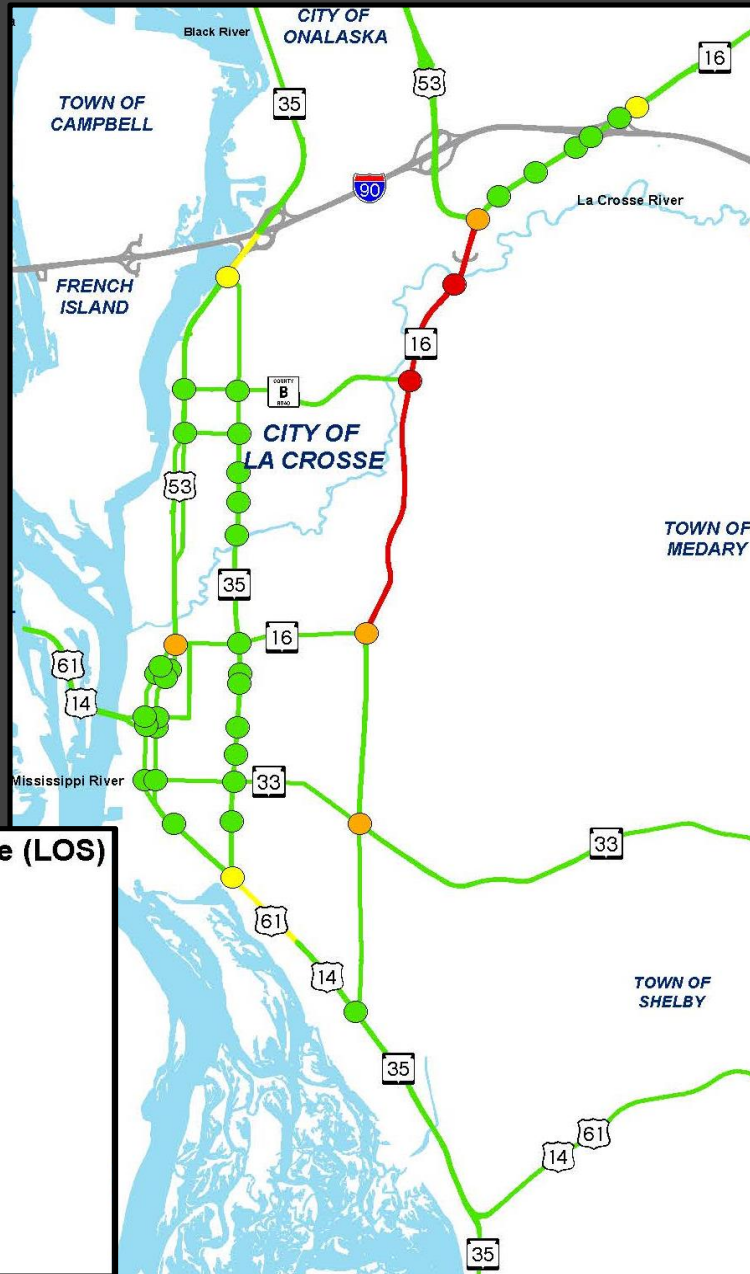 CITY OF
ONALASKA
Black River
16
53
35
TOWN OF
CAMPBELL
90
La Crosse River
FRENCH
ISLAND
16
COUNTY
B
ROAD
CITY OF
LA CROSSE
53
TOWN OF
MEDARY
35
16
61
14
Mississippi River
33
33
e (LOS)
61
14
TOWN OF
SHELBY
35
61
14
35